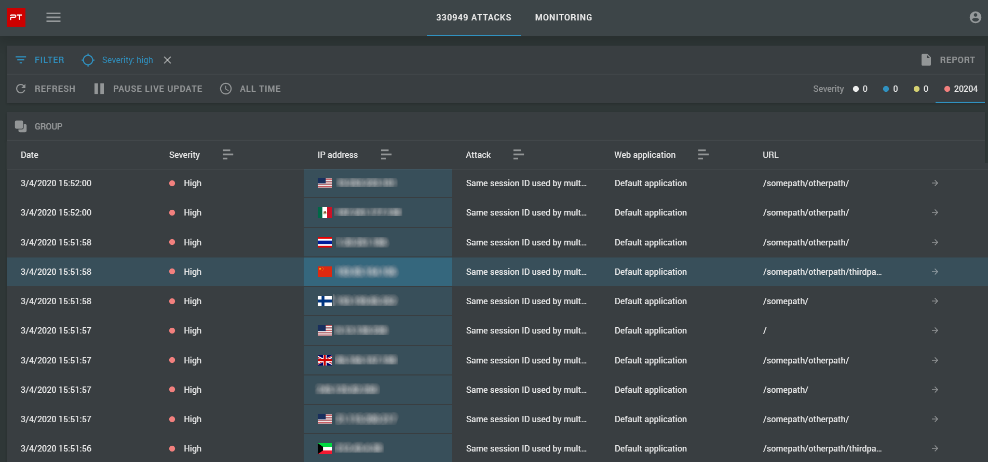 PT
330949 ATTACKS MONITORING
FILTER Severity: high REPORT
REFRESH PAUSE LIVE UPDATE ALL TIME Severity 0 0 0 20204
GROUP
Date Severity IP address Attack Web application URL
3/4/2020 15:52:00 High Same session ID used by mult... Default application /somepath/otherpath/
3/4/2020 15:52:00 High Same session ID used by mult... Default application /somepath/otherpath/
3/4/2020 15:51:58 High Same session ID used by mult... Default application /somepath/otherpath/
3/4/2020 15:51:58 High Same session ID used by mult... Default application /somepath/otherpath/thirdpa...
3/4/2020 15:51:58 High Same session ID used by mult... Default application /somepath/
3/4/2020 15:51:57 High Same session ID used by mult... Default application /
3/4/2020 15:51:57 High Same session ID used by mult... Default application /somepath/otherpath/
3/4/2020 15:51:57 High Same session ID used by mult... Default application /somepath/
3/4/2020 15:51:57 High Same session ID used by mult... Default application /somepath/otherpath/
3/4/2020 15:51:56 High Same session ID used by mult... Default application /somepath/otherpath/thirdpa...